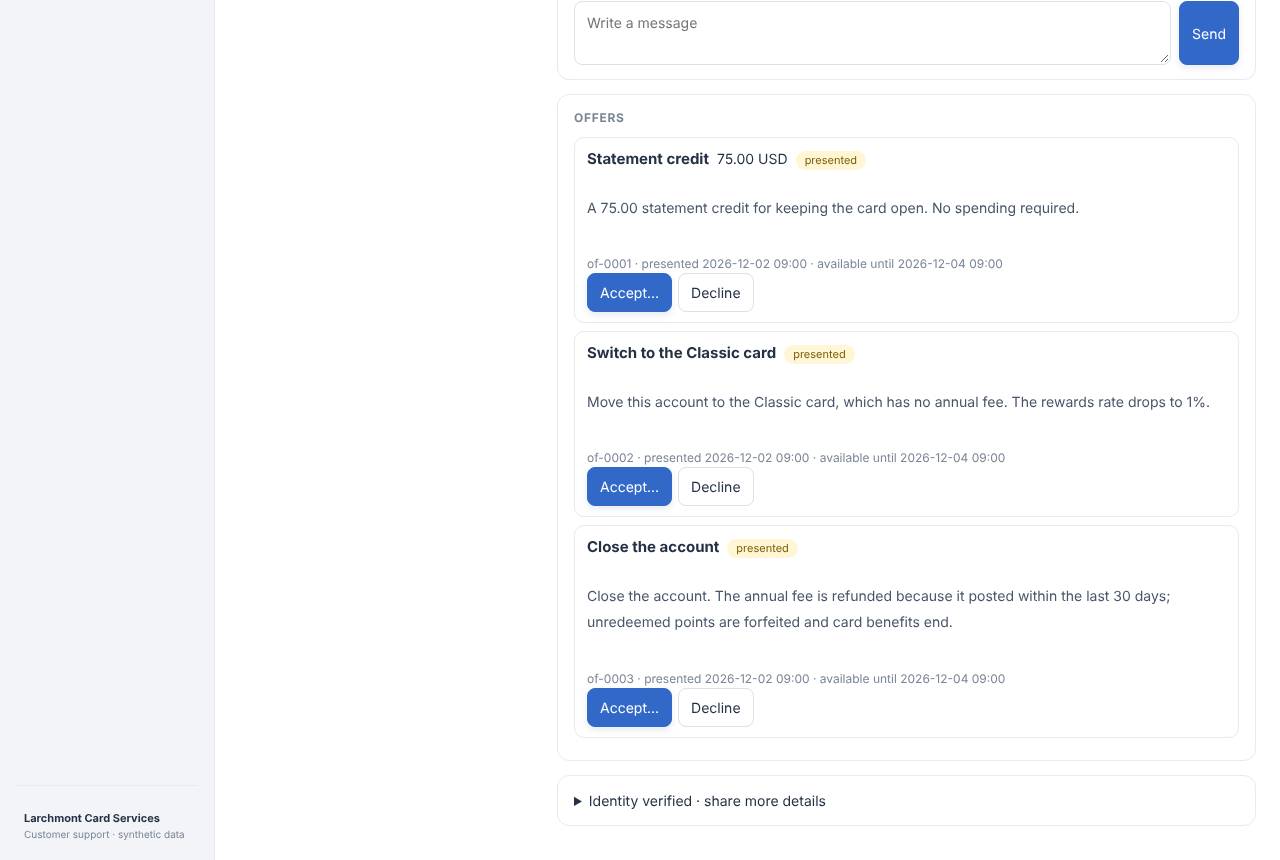 Write a message
Send
OFFERS
Statement credit 75.00 USD presented
A 75.00 statement credit for keeping the card open. No spending required.
of-0001 · presented 2026-12-02 09:00 · available until 2026-12-04 09:00
Accept... Decline
Switch to the Classic card presented
Move this account to the Classic card, which has no annual fee. The rewards rate drops to 1%.
of-0002 · presented 2026-12-02 09:00 · available until 2026-12-04 09:00
Accept... Decline
Close the account presented
Close the account. The annual fee is refunded because it posted within the last 30 days;
unredeemed points are forfeited and card benefits end.
of-0003 · presented 2026-12-02 09:00 · available until 2026-12-04 09:00
Accept... Decline
Identity verified · share more details
Larchmont Card Services
Customer support · synthetic data